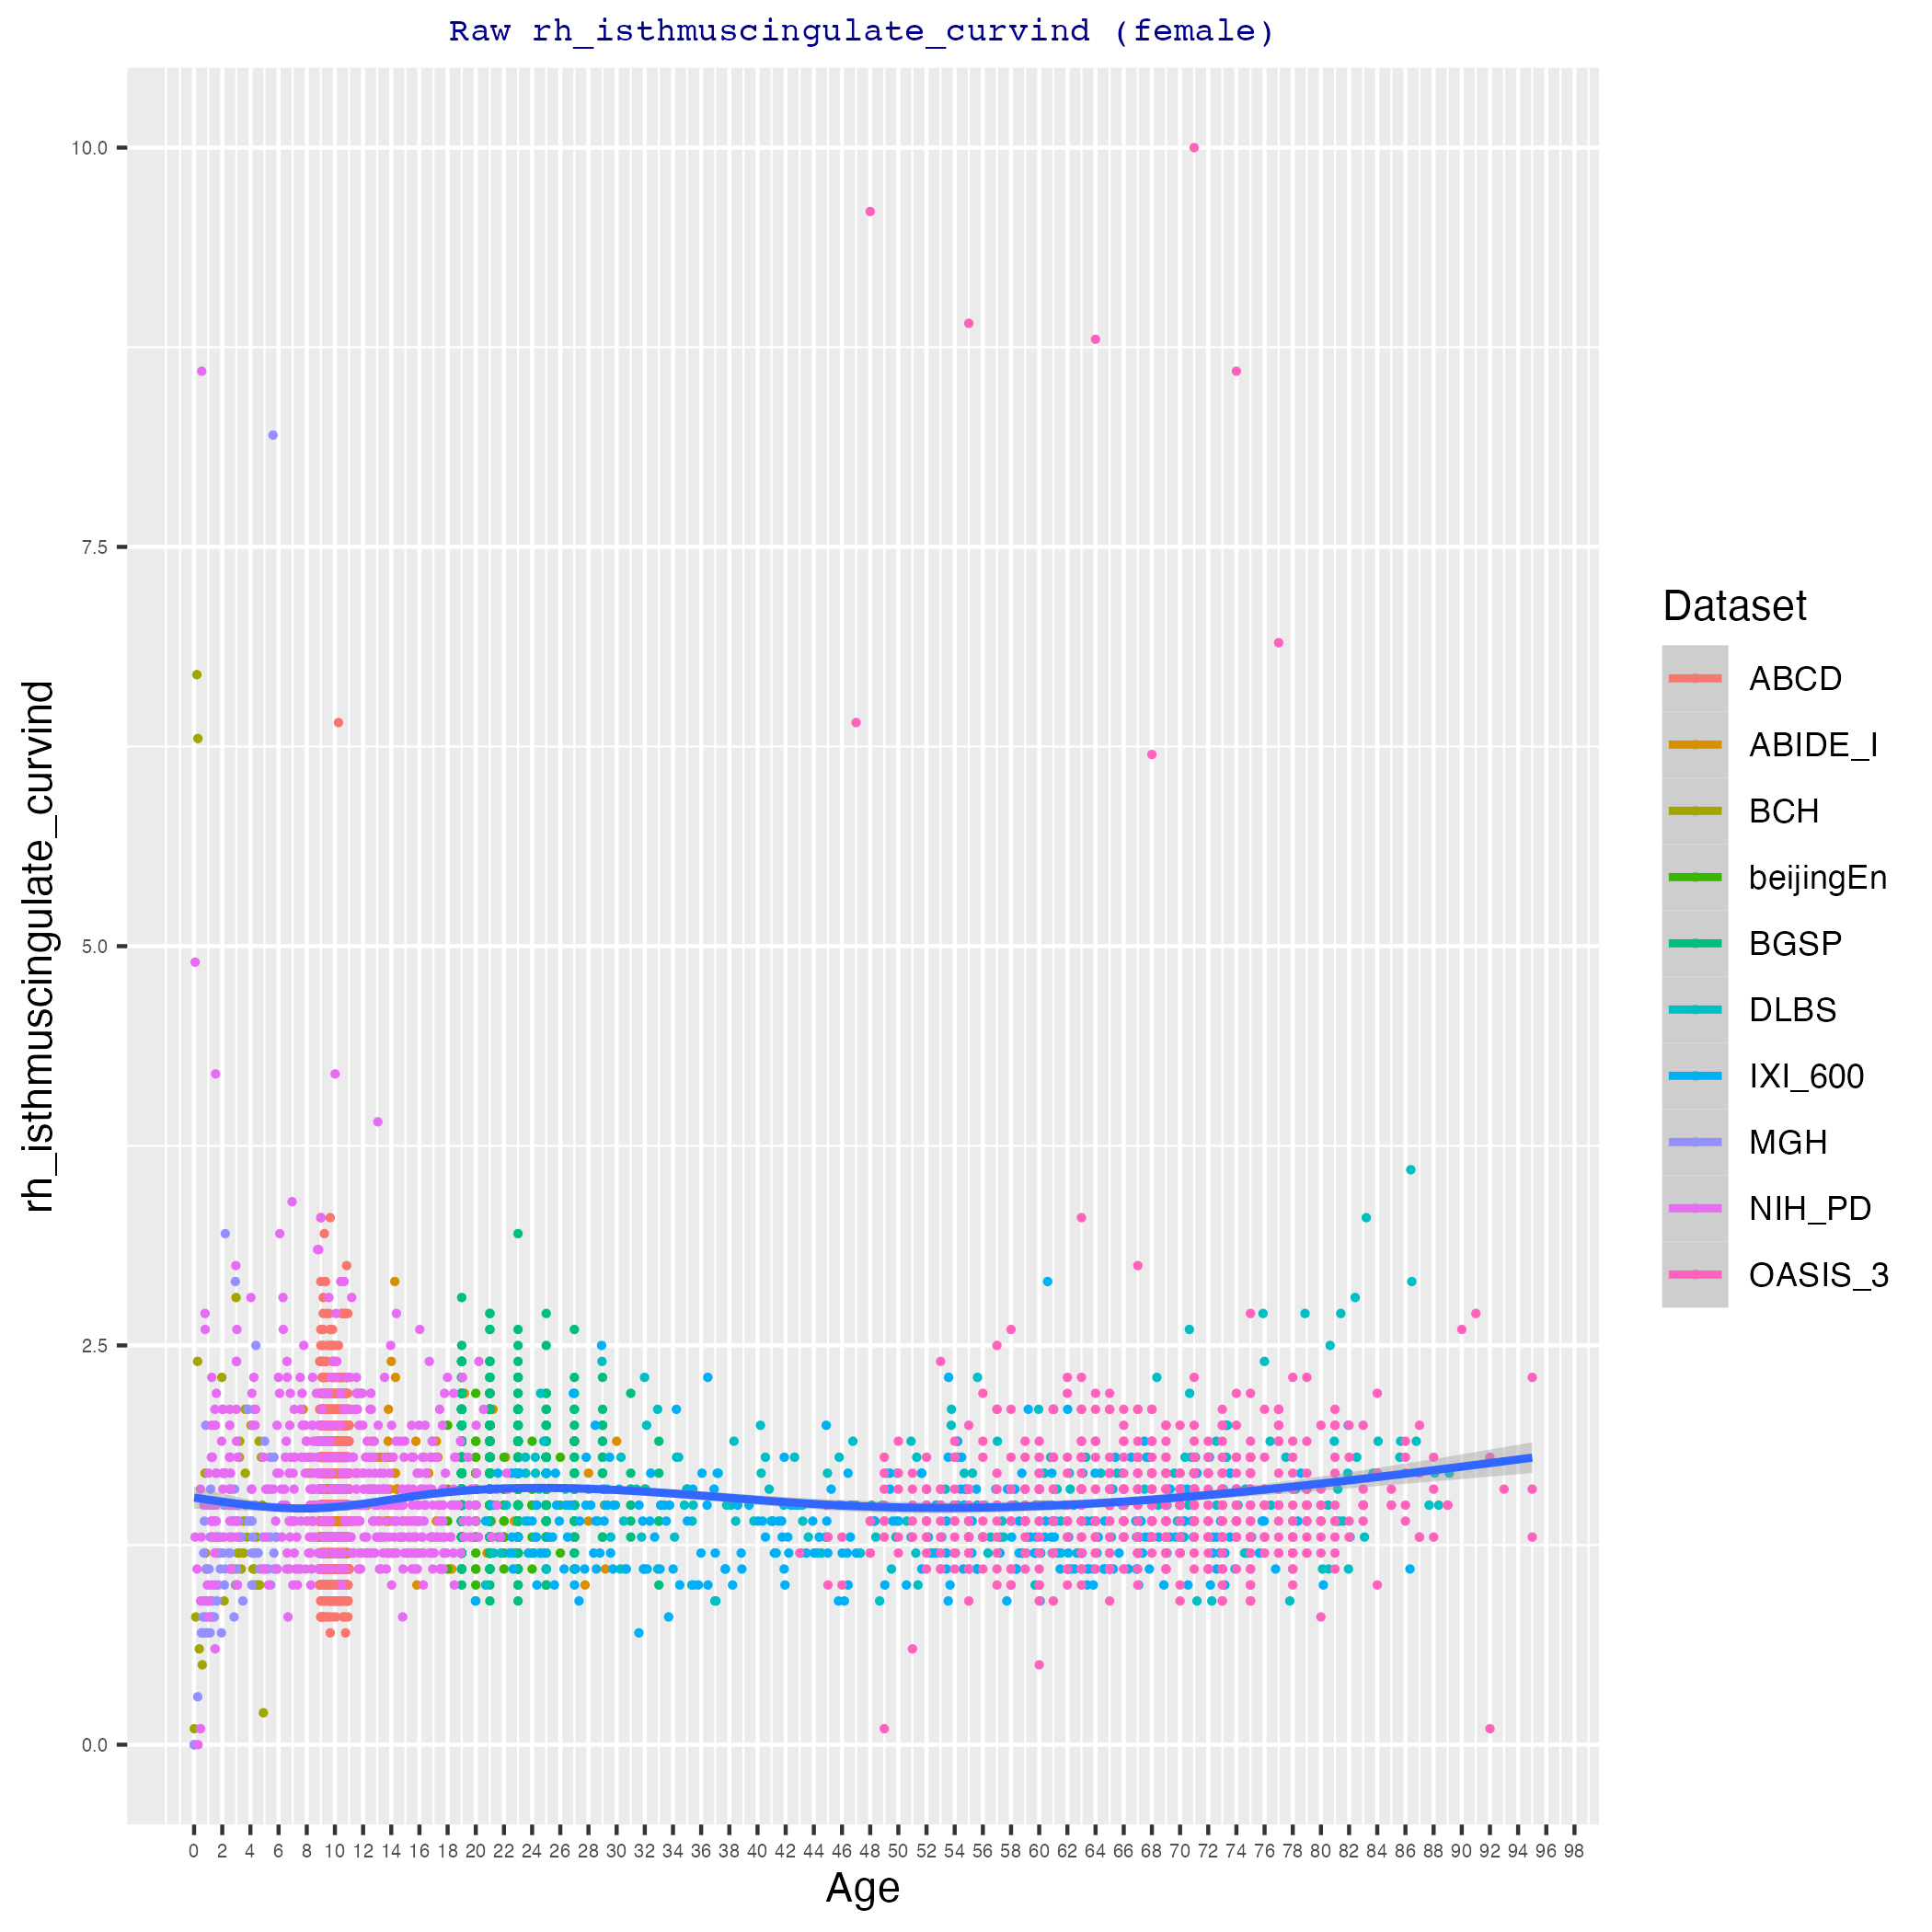 Raw rh_isthmuscingulate_curvind (female)
rh_isthmuscingulate_curvind
10.0
7.5
5.0
2.5
0.0
0 2 4 6 8 10 12 14 16 18 20 22 24 26 28 30 32 34 36 38 40 42 44 46 48 50 52 54 56 58 60 62 64 66 68 70 72 74 76 78 80 82 84 86 88 90 92 94 96 98
Age
Dataset
ABCD
ABIDE_I
BCH
beijingEn
BGSP
DLBS
IXI_600
MGH
NIH_PD
OASIS_3